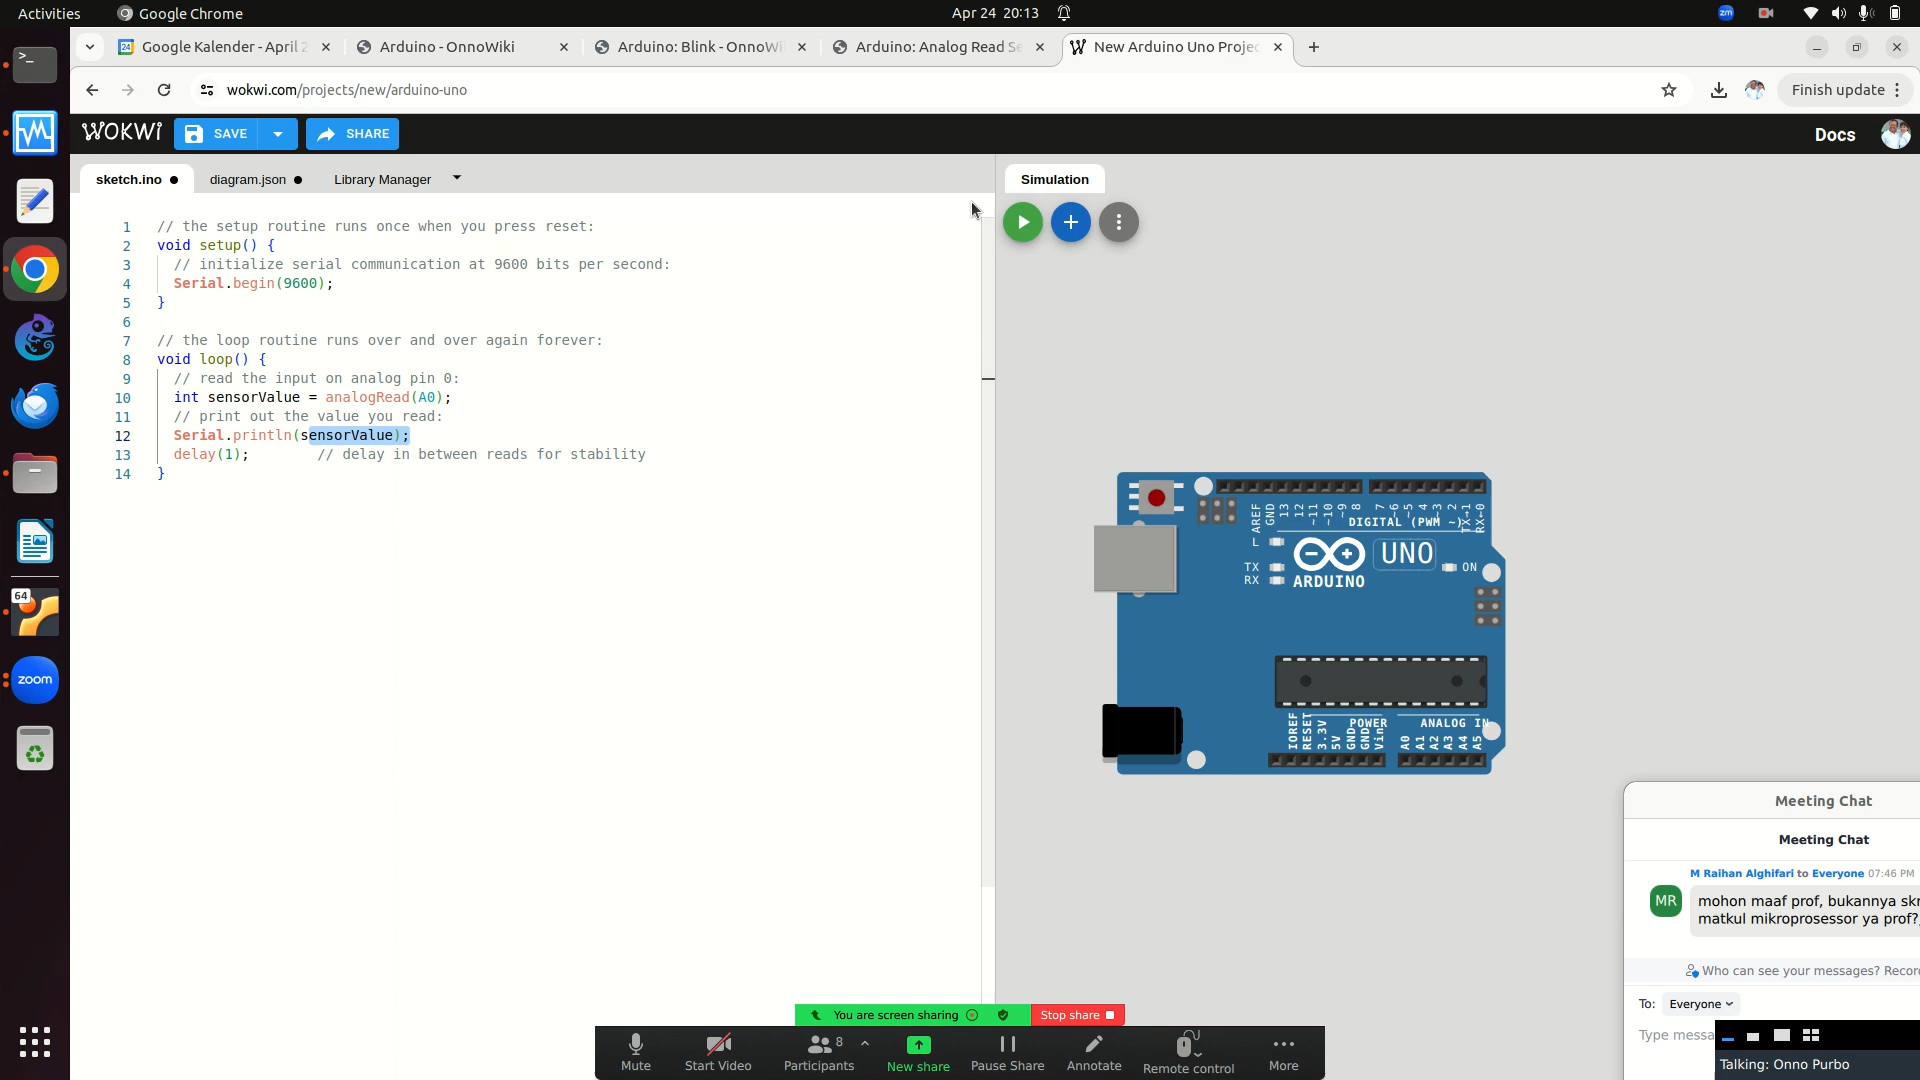 Activities
Google Chrome
Apr 24 20:13
zm
Google Kalender - April 2
Arduino - OnnoWiki
Arduino: Blink - OnnoWi
Arduino: Analog Read Se
New Arduino Uno Projec
wokwi.com/projects/new/arduino-uno
Finish update
WOKWI
SAVE
SHARE
Docs
sketch.ino
diagram.json
Library Manager
Simulation
1 // the setup routine runs once when you press reset:
2 void setup() {
3 // initialize serial communication at 9600 bits per second:
4 Serial.begin(9600);
5 }
6
7 // the loop routine runs over and over again forever:
8 void loop() {
9 // read the input on analog pin 0:
10 int sensorValue = analogRead(A0);
11 // print out the value you read:
12 Serial.println(sensorValue);
13 delay(1); // delay in between reads for stability
14 }
AREF GND 13 12 ~11 ~10 ~9 8 7 ~6 ~5 4 ~3 2 TX→1 RX←0
DIGITAL (PWM ~)
L
TX
RX
ARDUINO
UNO
ON
POWER
ANALOG IN
IOREF RESET 3.3V 5V GND GND Vin A0 A1 A2 A3 A4 A5
64
zoom
Meeting Chat
Meeting Chat
M Raihan Alghifari to Everyone 07:46 PM
MR
mohon maaf prof, bukannya skr
matkul mikroprosessor ya prof?,
Who can see your messages? Recor
To: Everyone
Type messa
Talking: Onno Purbo
You are screen sharing
Stop share
Mute
Start Video
Participants
8
New share
Pause Share
Annotate
Remote control
More